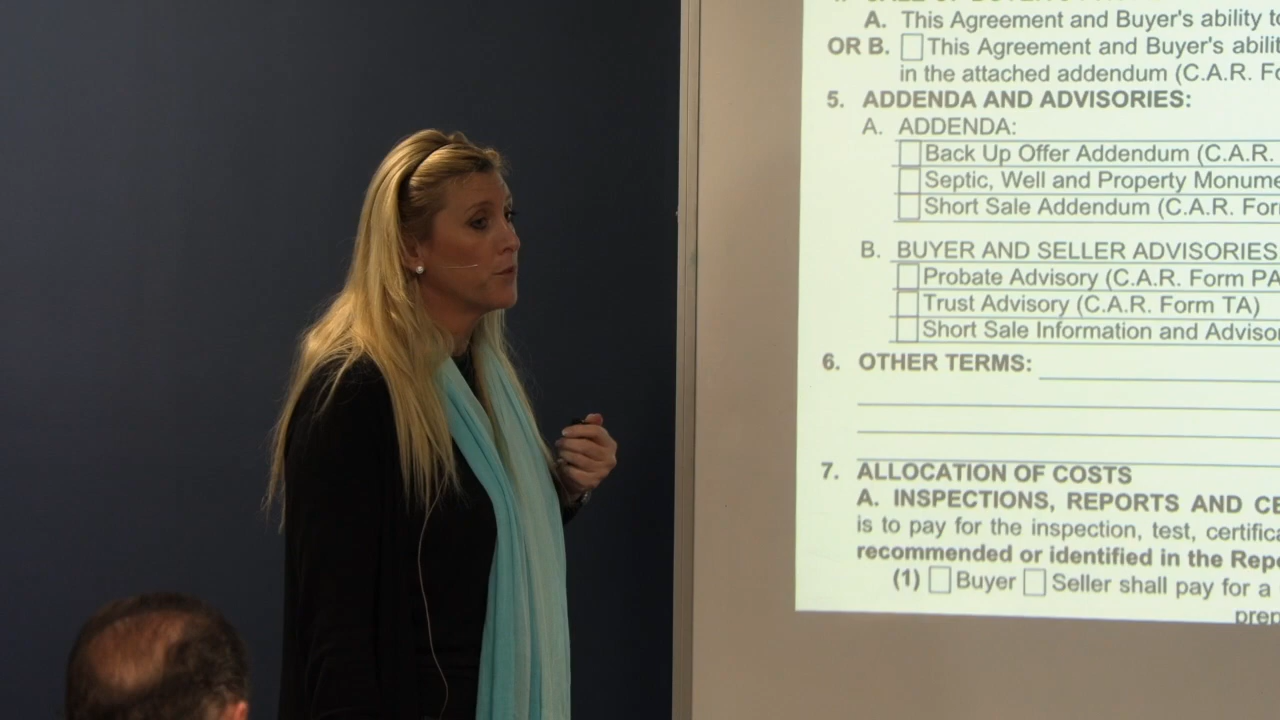 A. This Agreement and Buyer's ability to
OR B. This Agreement and Buyer's abilit
in the attached addendum (C.A.R. Fo
5. ADDENDA AND ADVISORIES:
A. ADDENDA:
Back Up Offer Addendum (C.A.R.
Septic, Well and Property Monume
Short Sale Addendum (C.A.R. For
B. BUYER AND SELLER ADVISORIES
Probate Advisory (C.A.R. Form PA
Trust Advisory (C.A.R. Form TA)
Short Sale Information and Adviso
6. OTHER TERMS:
7. ALLOCATION OF COSTS
A. INSPECTIONS, REPORTS AND CE
is to pay for the inspection, test, certifica
recommended or identified in the Repo
(1) Buyer Seller shall pay for a
prep